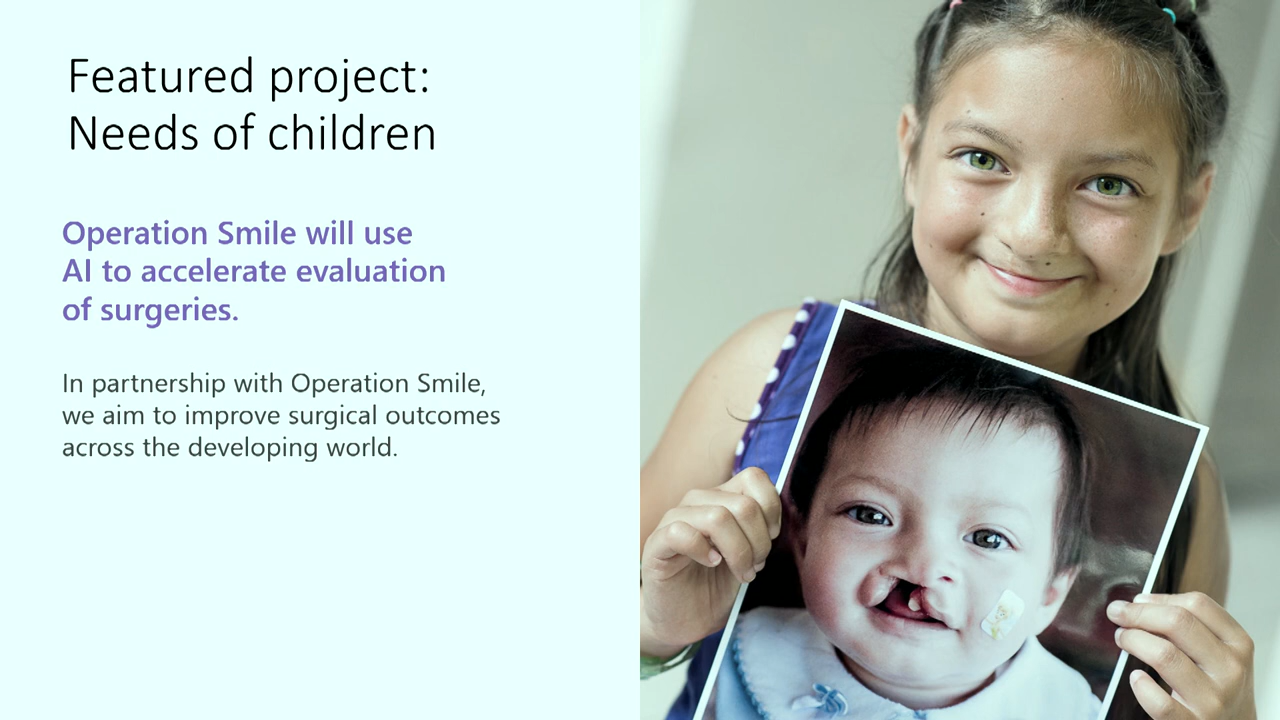 Featured project:
Needs of children
Operation Smile will use
AI to accelerate evaluation
of surgeries.
In partnership with Operation Smile,
we aim to improve surgical outcomes
across the developing world.